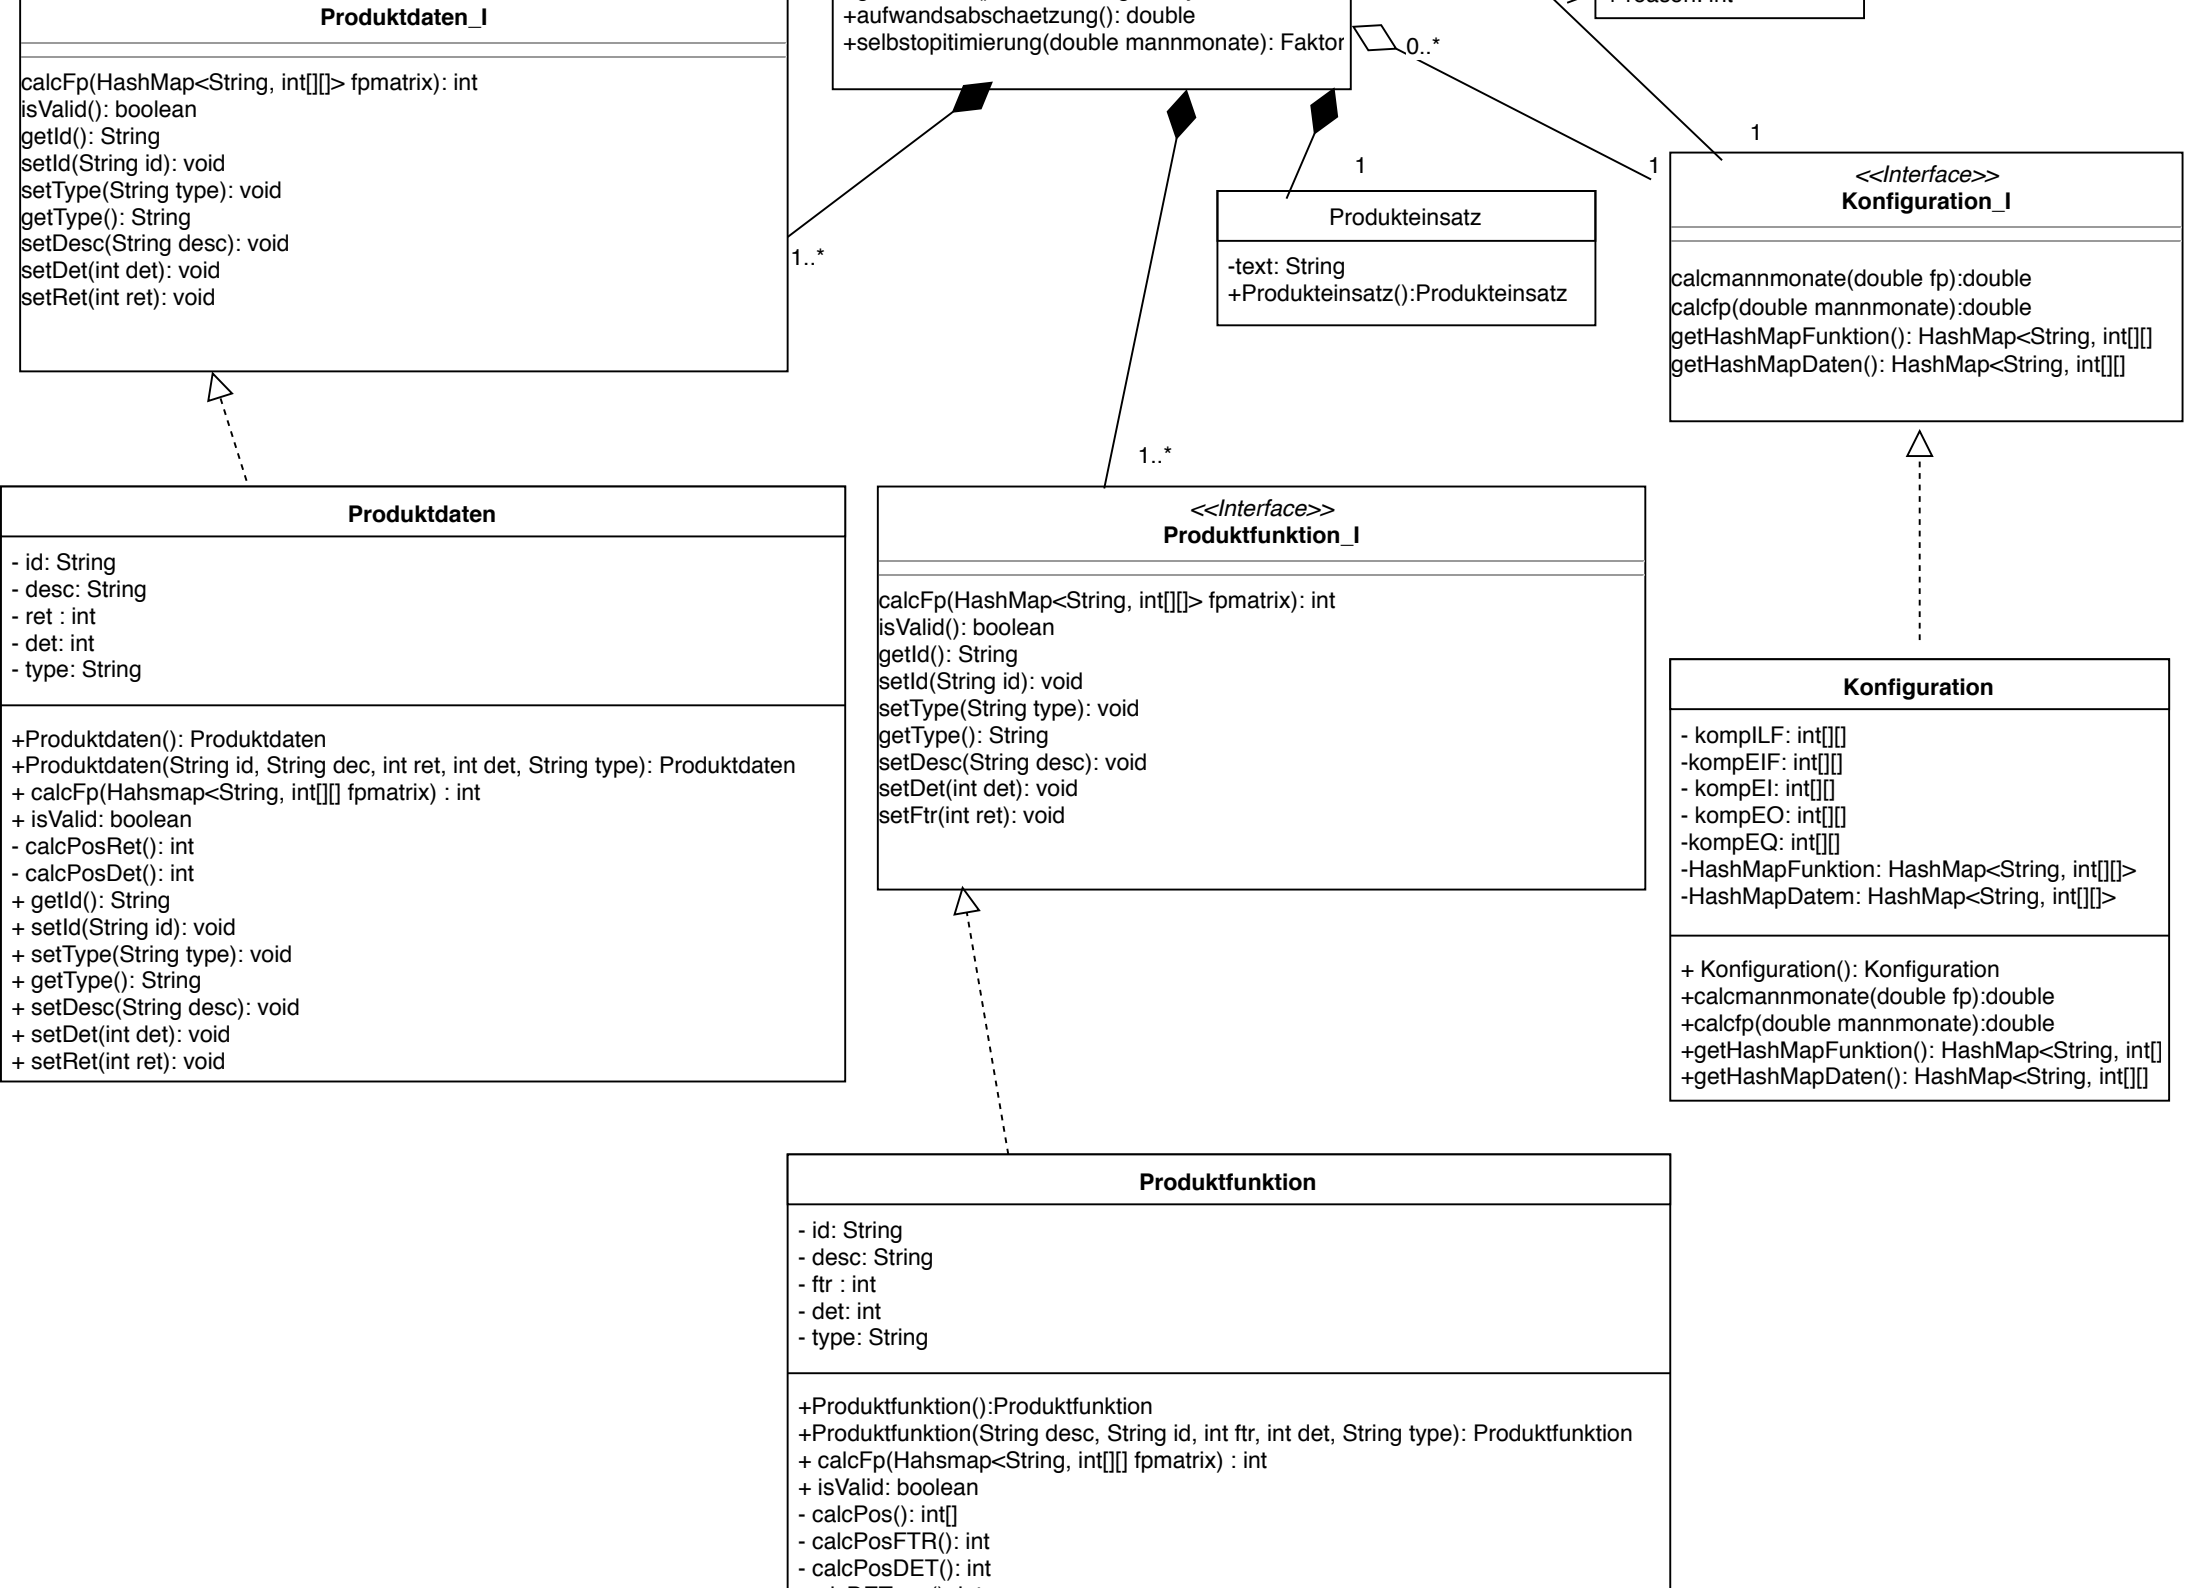 Produktdaten_I
calcFp(HashMap<String, int[][]> fpmatrix): int
isValid(): boolean
getId(): String
setId(String id): void
setType(String type): void
getType(): String
setDesc(String desc): void
setDet(int det): void
setRet(int ret): void
+aufwandsabschaetzung(): double
+selbstopitimierung(double mannmonate): Faktor
0..*
1
1
1
1..*
1..*
Produkteinsatz
-text: String
+Produkteinsatz():Produkteinsatz
<<Interface>>
Konfiguration_I
calcmannmonate(double fp):double
calcfp(double mannmonate):double
getHashMapFunktion(): HashMap<String, int[][]
getHashMapDaten(): HashMap<String, int[][]
Produktdaten
- id: String
- desc: String
- ret : int
- det: int
- type: String
+Produktdaten(): Produktdaten
+Produktdaten(String id, String dec, int ret, int det, String type): Produktdaten
+ calcFp(Hahsmap<String, int[][] fpmatrix) : int
+ isValid: boolean
- calcPosRet(): int
- calcPosDet(): int
+ getId(): String
+ setId(String id): void
+ setType(String type): void
+ getType(): String
+ setDesc(String desc): void
+ setDet(int det): void
+ setRet(int ret): void
<<Interface>>
Produktfunktion_I
calcFp(HashMap<String, int[][]> fpmatrix): int
isValid(): boolean
getId(): String
setId(String id): void
setType(String type): void
getType(): String
setDesc(String desc): void
setDet(int det): void
setFtr(int ret): void
Konfiguration
- kompILF: int[][]
-kompEIF: int[][]
- kompEI: int[][]
- kompEO: int[][]
-kompEQ: int[][]
-HashMapFunktion: HashMap<String, int[][]>
-HashMapDatem: HashMap<String, int[][]>
+ Konfiguration(): Konfiguration
+calcmannmonate(double fp):double
+calcfp(double mannmonate):double
+getHashMapFunktion(): HashMap<String, int[]
+getHashMapDaten(): HashMap<String, int[][]
Produktfunktion
- id: String
- desc: String
- ftr : int
- det: int
- type: String
+Produktfunktion():Produktfunktion
+Produktfunktion(String desc, String id, int ftr, int det, String type): Produktfunktion
+ calcFp(Hahsmap<String, int[][] fpmatrix) : int
+ isValid: boolean
- calcPos(): int[]
- calcPosFTR(): int
- calcPosDET(): int